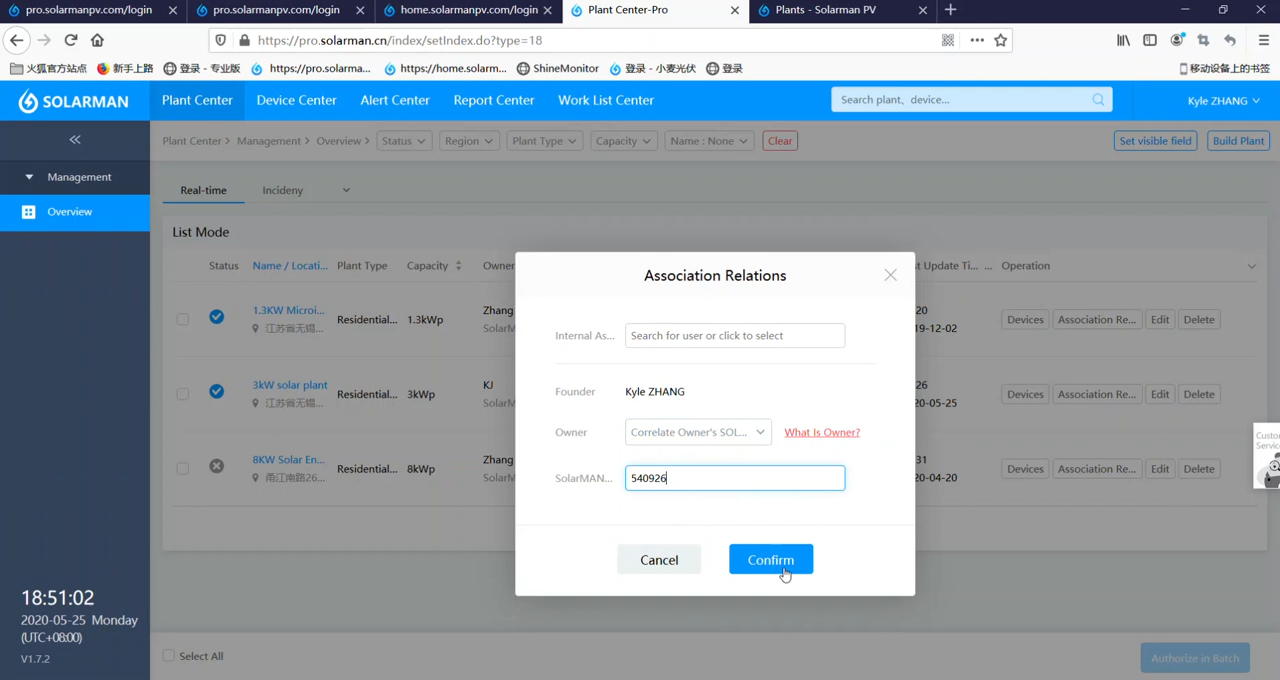 pro.solarmanpv.com/login
pro.solarmanpv.com/login
home.solarmanpv.com/login
Plant Center-Pro
Plants - Solarman PV
https://pro.solarman.cn/index/setIndex.do?type=18
火狐官方站点
新手上路
登录 - 专业版
https://pro.solarma...
https://home.solarm...
ShineMonitor
登录 - 小麦光伏
登录
移动设备上的书签
SOLARMAN
Plant Center
Device Center
Alert Center
Report Center
Work List Center
Search plant、device...
Kyle ZHANG
Plant Center > Management > Overview >
Status
Region
Plant Type
Capacity
Name : None
Clear
Set visible field
Build Plant
Management
Overview
Real-time
Incideny
List Mode
Status
Name / Locati...
Plant Type
Capacity
Owner
t Update Ti...
...
Operation
1.3KW Microi...
江苏省无锡...
Residential...
1.3kWp
Zhang
SolarM
20
19-12-02
Devices
Association Re...
Edit
Delete
3kW solar plant
江苏省无锡...
Residential...
3kWp
KJ
SolarM
26
20-05-25
Devices
Association Re...
Edit
Delete
8KW Solar En...
甬江南路26...
Residential...
8kWp
Zhang
SolarM
31
20-04-20
Devices
Association Re...
Edit
Delete
Association Relations
Internal As...
Search for user or click to select
Founder
Kyle ZHANG
Owner
Correlate Owner's SOL...
What Is Owner?
SolarMAN...
540926
Cancel
Confirm
Custo
Servic
18:51:02
2020-05-25 Monday
(UTC+08:00)
V1.7.2
Select All
Authorize in Batch